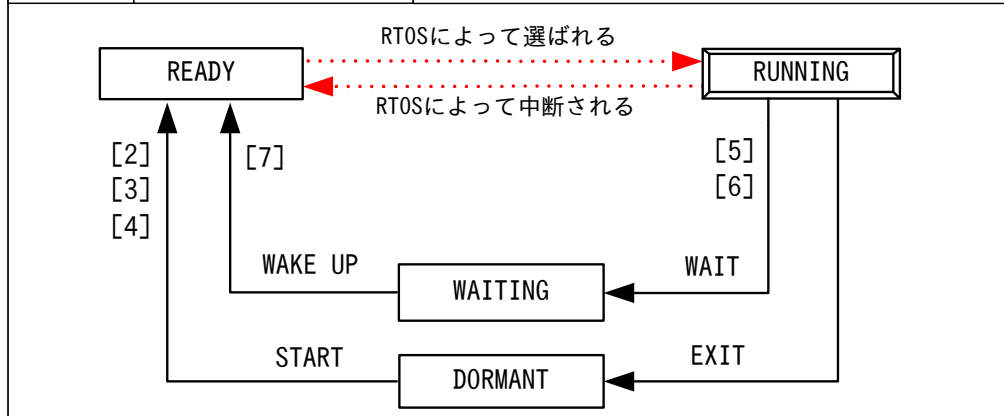 RTOSによって選ばれる
READY
RUNNING
RTOSによって中断される
[2]
[7]
[5]
[3]
[6]
[4]
WAKE UP
WAITING
WAIT
START
DORMANT
EXIT